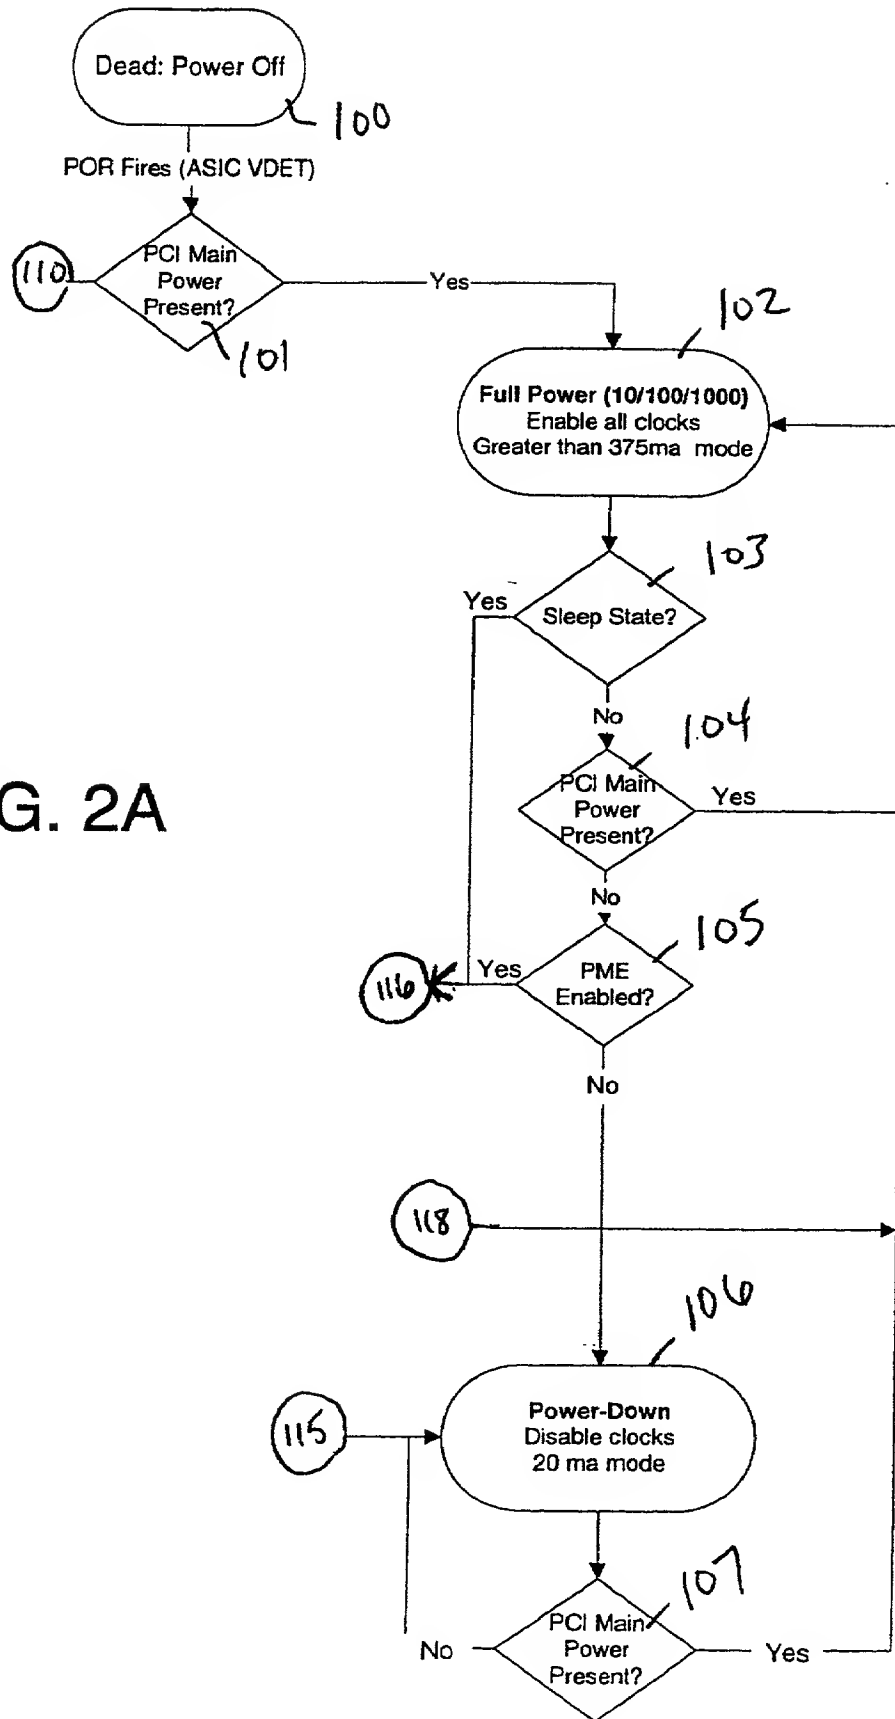 Dead: Power Off
100
POR Fires (ASIC VDET)
110
PCI Main
Power
Present?
101
Yes
102
Full Power (10/100/1000)
Enable all clocks
Greater than 375ma mode
103
Yes
Sleep State?
No
104
PCI Main
Power
Present?
Yes
G. 2A
No
105
116
Yes
PME
Enabled?
No
118
106
115
Power-Down
Disable clocks
20 ma mode
107
No
PCI Main
Power
Present?
Yes